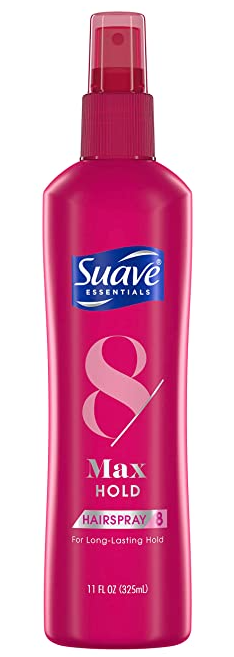 Suave
ESSENTIALS
8
Max
HOLD
HAIRSPRAY 8
For Long-Lasting Hold
11 FL OZ (325mL)